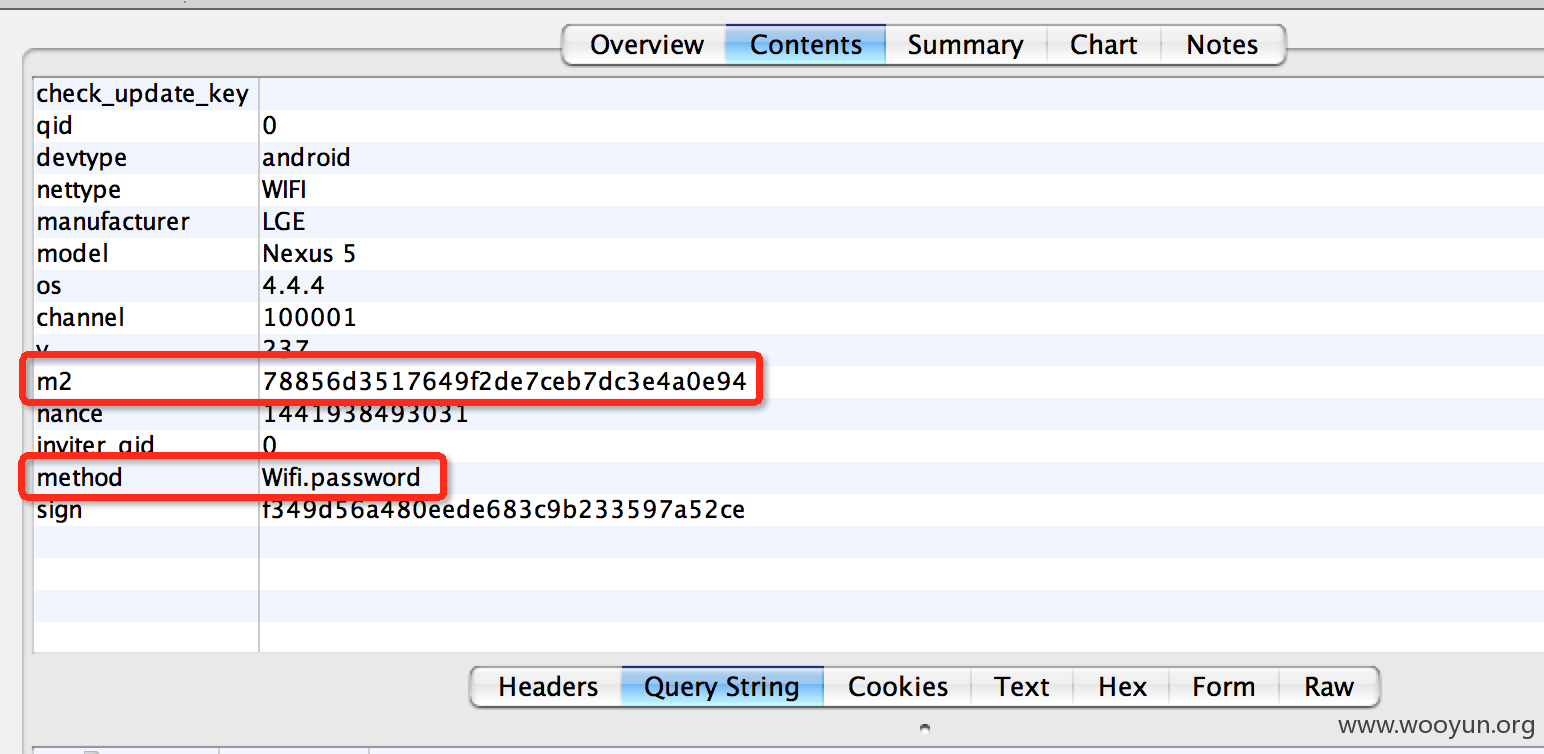 Overview Contents Summary Chart Notes
check_update_key
qid 0
devtype android
nettype WIFI
manufacturer LGE
model Nexus 5
os 4.4.4
channel 100001
v 237
m2 78856d3517649f2de7ceb7dc3e4a0e94
nance 1441938493031
inviter_qid 0
method Wifi.password
sign f349d56a480eede683c9b233597a52ce
Headers Query String Cookies Text Hex Form Raw
www.wooyun.org